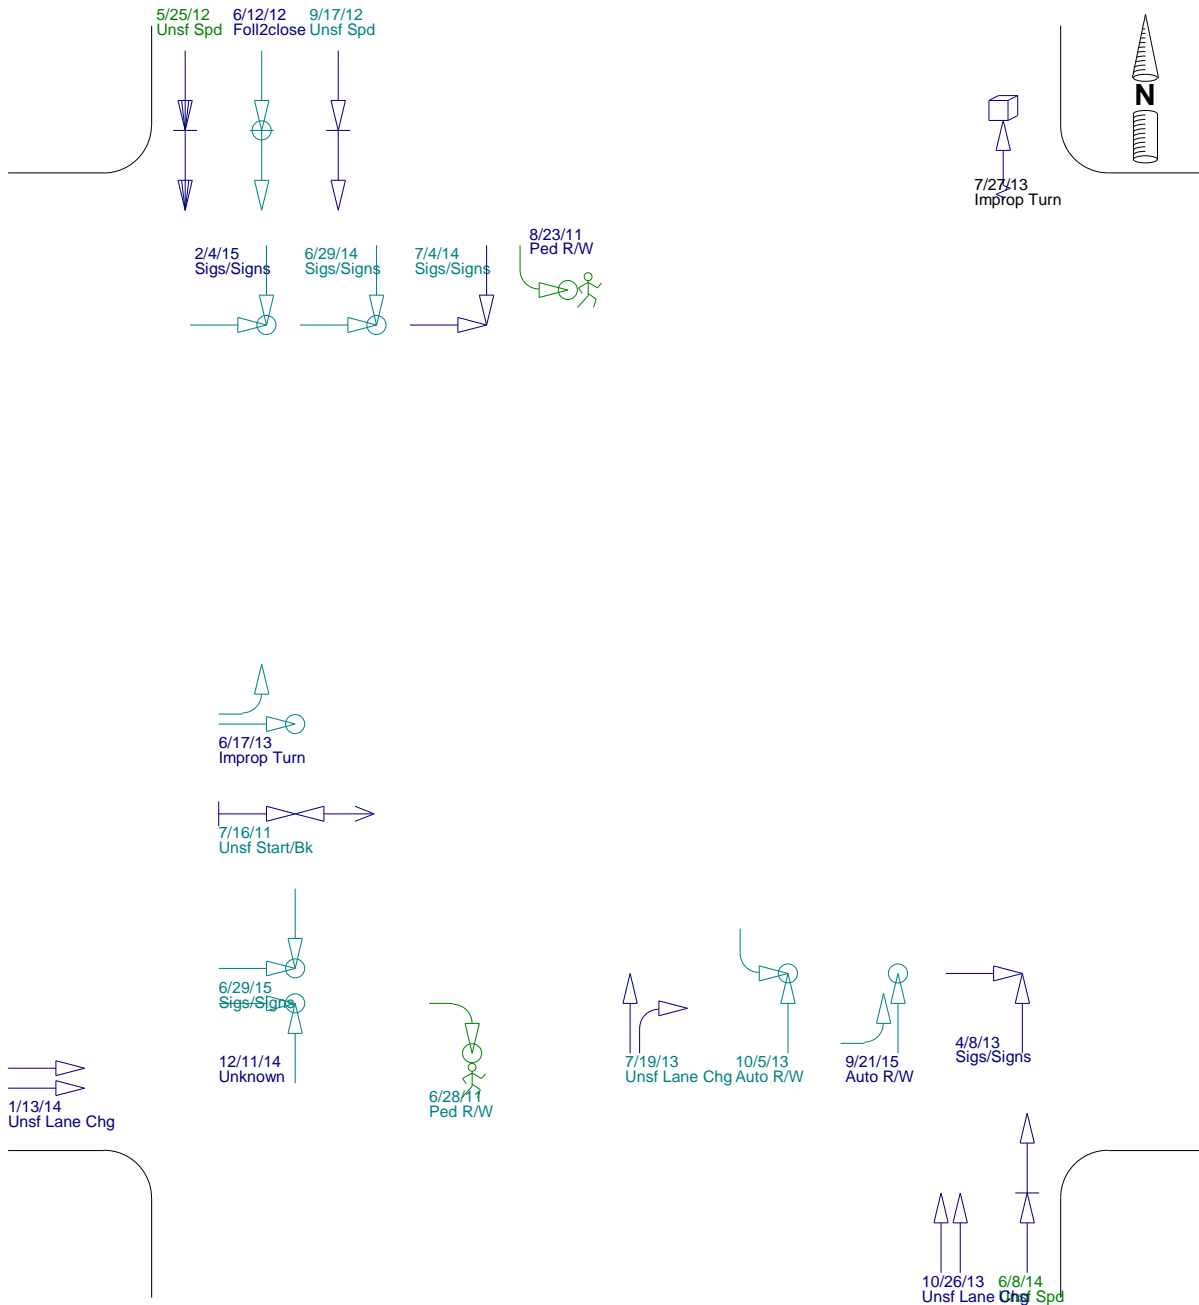 5/25/12
Unsf Spd
6/12/12
Foll2close
9/17/12
Unsf Spd
N
7/27/13
Improp Turn
2/4/15
Sigs/Signs
6/29/14
Sigs/Signs
7/4/14
Sigs/Signs
8/23/11
Ped R/W
6/17/13
Improp Turn
7/16/11
Unsf Start/Bk
6/29/15
Sigs/Signs
12/11/14
Unknown
1/13/14
Unsf Lane Chg
6/28/11
Ped R/W
7/19/13
Unsf Lane Chg
10/5/13
Auto R/W
9/21/15
Auto R/W
4/8/13
Sigs/Signs
10/26/13
Unsf Lane Chg
6/8/14
Unsf Spd